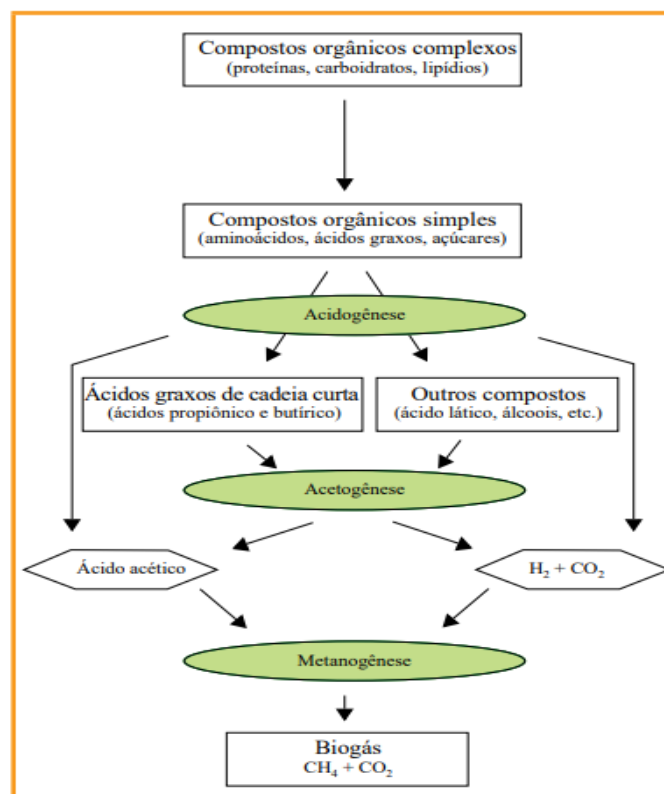 Compostos orgânicos complexos
(proteínas, carboidratos, lipídios)
Compostos orgânicos simples
(aminoácidos, ácidos graxos, açúcares)
Acidogênese
Ácidos graxos de cadeia curta
(ácidos propiônico e butírico)
Outros compostos
(ácido lático, álcoois, etc.)
Acetogênese
Ácido acético
H₂ + CO₂
Metanogênese
Biogás
CH₄ + CO₂